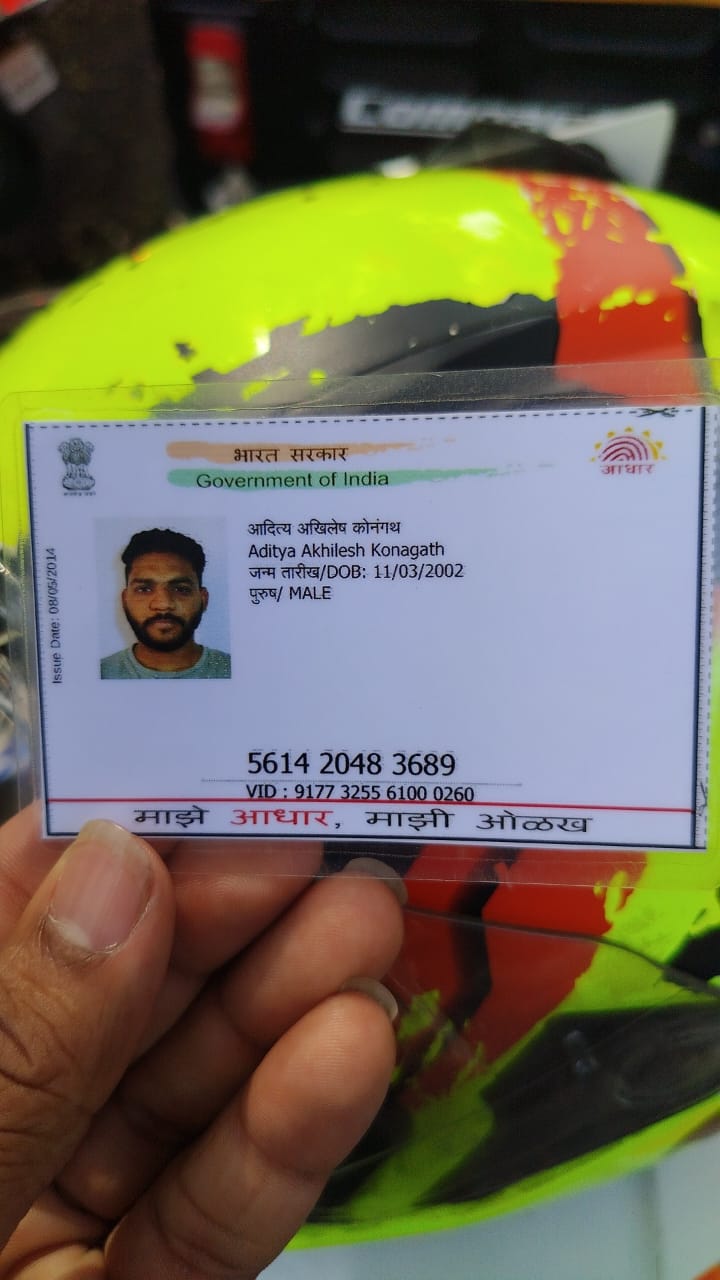 भारत सरकार
Government of India
आधार
Issue Date: 08/05/2014
आदित्य अखिलेष कोनंगथ
Aditya Akhilesh Konagath
जन्म तारीख/DOB: 11/03/2002
पुरुष/ MALE
5614 2048 3689
VID : 9177 3255 6100 0260
माझे आधार, माझी ओळख